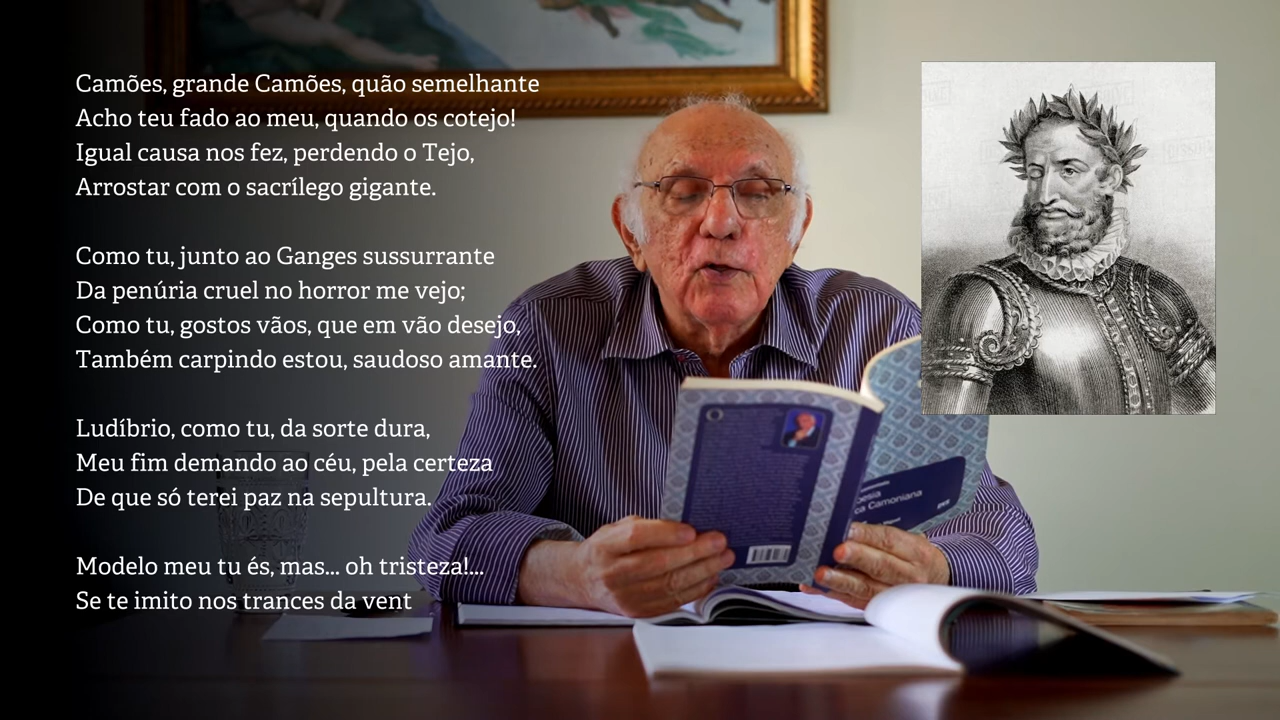 Camões, grande Camões, quão semelhante
Acho teu fado ao meu, quando os cotejo!
Igual causa nos fez, perdendo o Tejo,
Arrostar com o sacrílego gigante.
Como tu, junto ao Ganges sussurrante
Da penúria cruel no horror me vejo;
Como tu, gostos vãos, que em vão desejo,
Também carpindo estou, saudoso amante.
Ludíbrio, como tu, da sorte dura,
Meu fim demando ao céu, pela certeza
De que só terei paz na sepultura.
Modelo meu tu és, mas... oh tristeza!...
Se te imito nos trances da vent
Camoniana